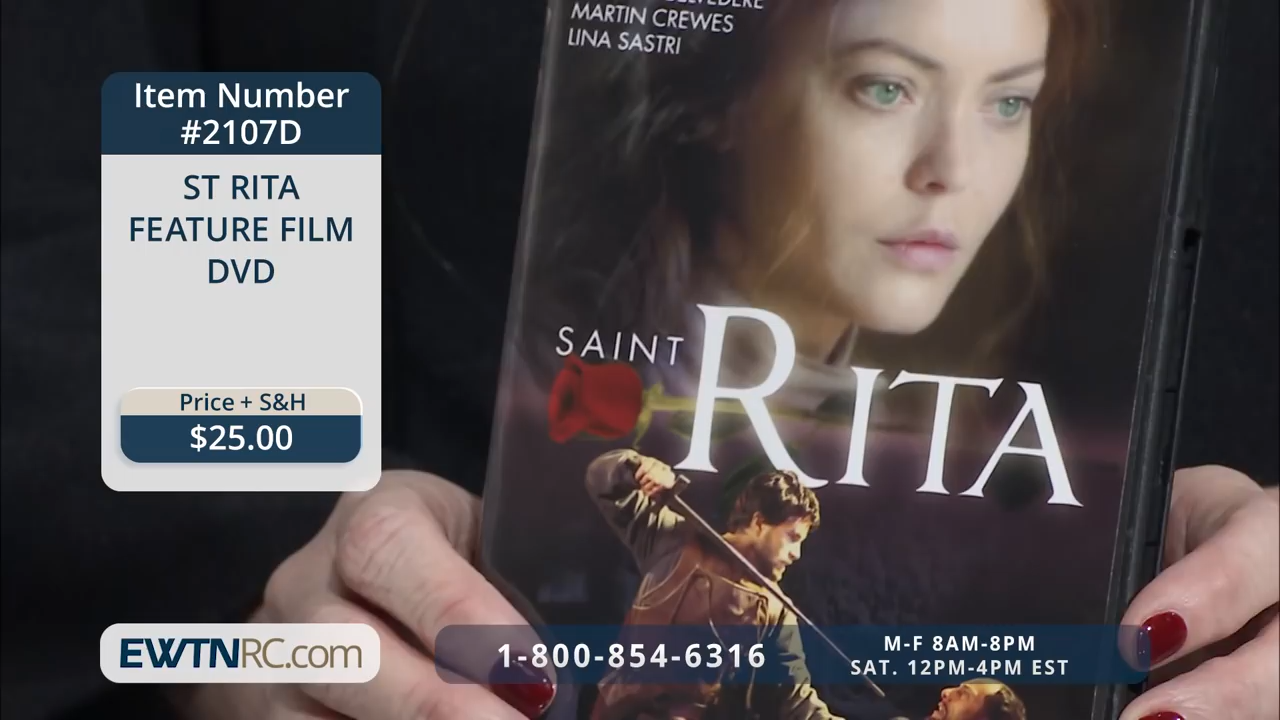 MARTIN CREWES
LINA SASTRI
Item Number
#2107D
ST RITA
FEATURE FILM
DVD
Price + S&H
$25.00
SAINT
RITA
EWTNRC.com
1-800-854-6316
M-F 8AM-8PM
SAT. 12PM-4PM EST